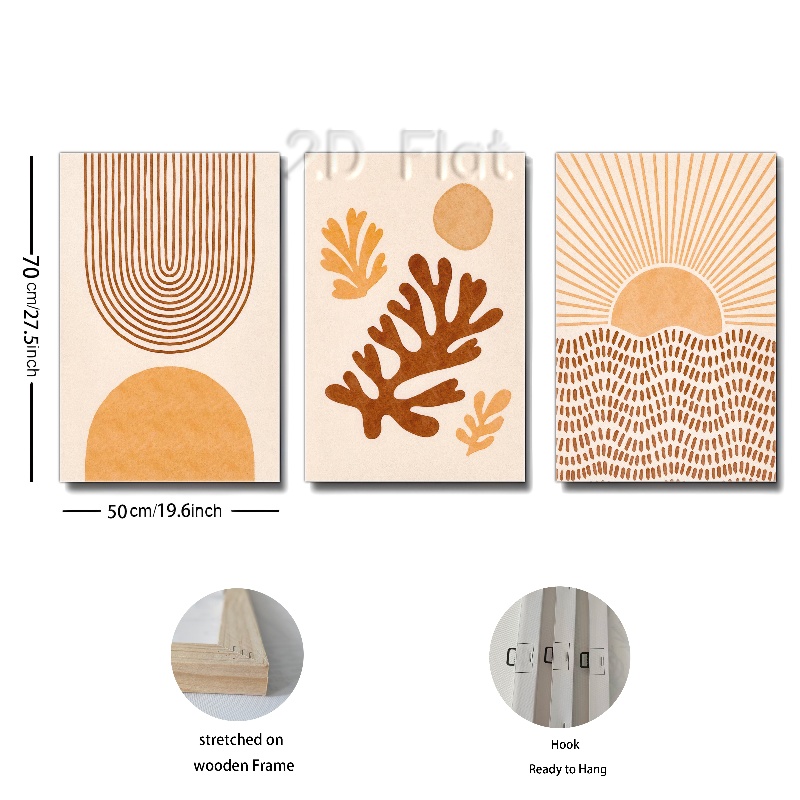 2D Flat
70 cm/27.5inch
50 cm/19.6inch
stretched on
wooden Frame
Hook
Ready to Hang